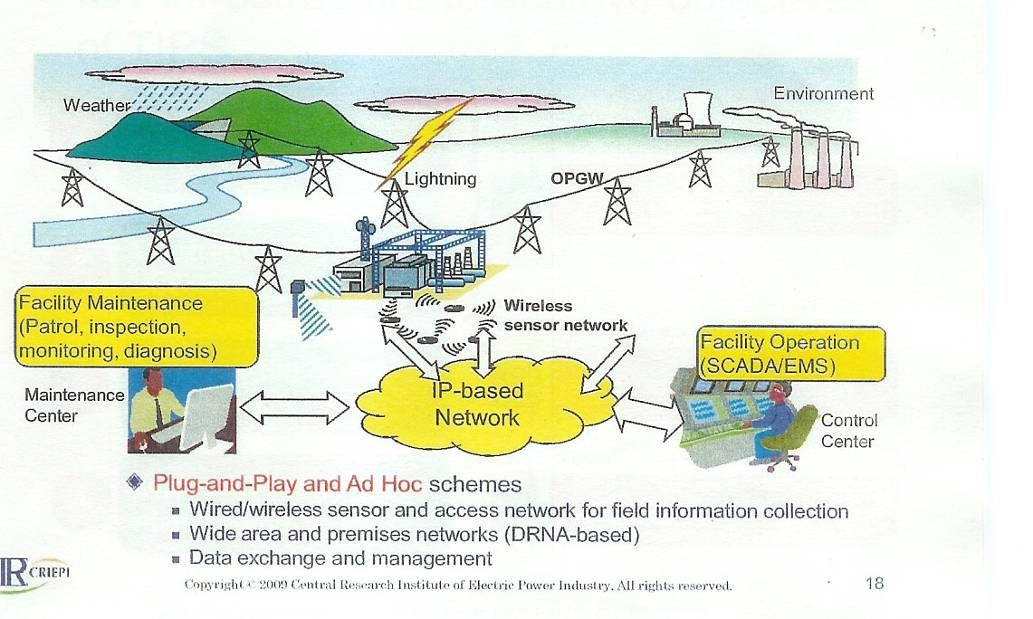 Weather
Environment
Lightning
OPGW
Facility Maintenance
(Patrol, inspection,
monitoring, diagnosis)
Wireless
sensor network
Facility Operation
(SCADA/EMS)
Maintenance
Center
IP-based
Network
Control
Center
Plug-and-Play and Ad Hoc schemes
Wired/wireless sensor and access network for field information collection
Wide area and premises networks (DRNA-based)
Data exchange and management
CRIEPI
Copyright © 2009 Central Research Institute of Electric Power Industry. All rights reserved.
18